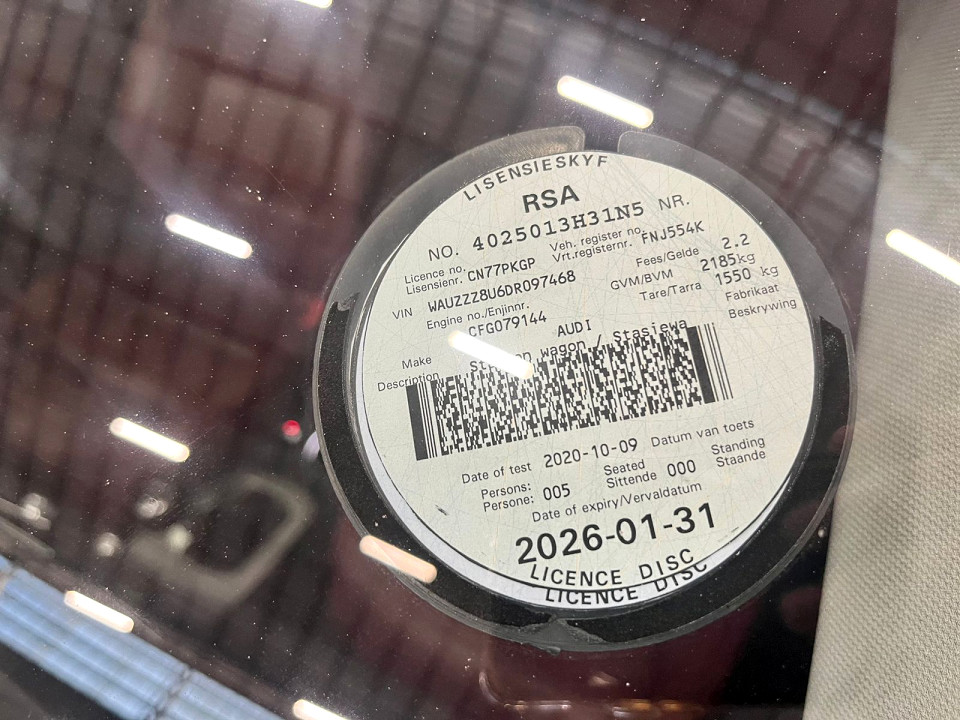 LISENSIESKYF
RSA
NO. 4025013H31N5 NR.
Licence no. Lisensienr. CN77PKGP Veh. register no. Vrt.registernr. FNJ554K
VIN WAUZZZ8U6DR097468 Fees/Gelde 2.2
Engine no./Enjinnr. CFG079144 GVM/BVM 2185kg
Tare/Tarra 1550 kg
Make AUDI Fabrikaat
Description wagon / Stasiewa Beskrywing
Date of test 2020-10-09 Datum van toets
Persons: Persone: 005 Seated Sittende 000 Standing Staande
Date of expiry/Vervaldatum
2026-01-31
LICENCE DISC
LICENCE DISC